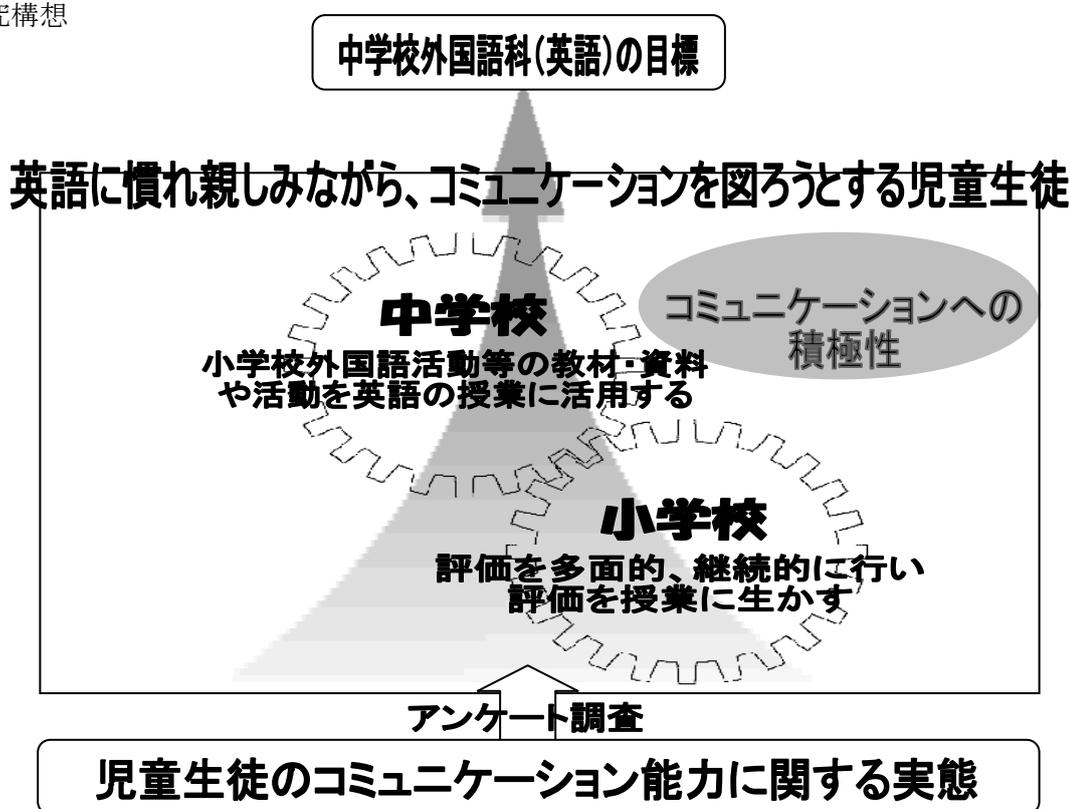 究構想
中学校外国語科(英語)の目標
英語に慣れ親しみながら、コミュニケーションを図ろうとする児童生徒
コミュニケーションへの
積極性
中学校
小学校外国語活動等の教材・資料
や活動を英語の授業に活用する
小学校
評価を多面的、継続的に行い
評価を授業に生かす
アンケート調査
児童生徒のコミュニケーション能力に関する実態